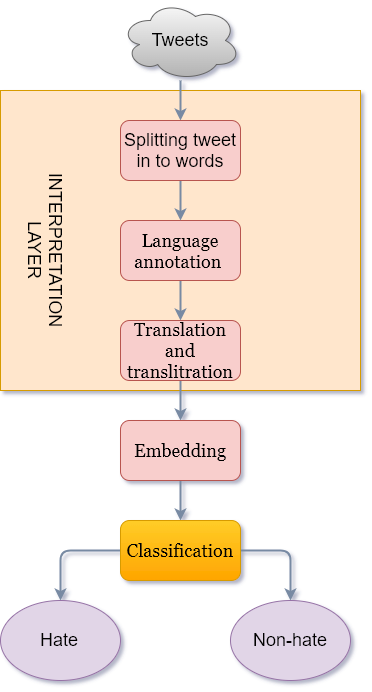 Tweets
Splitting tweet
in to words
INTERPRETATION
LAYER
Language
annotation
Translation
and
translitration
Embedding
Classification
Hate
Non-hate